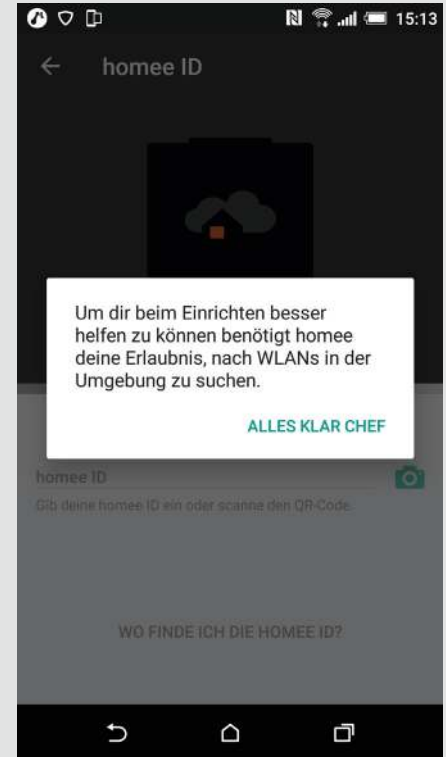 15:13
homee ID
Um dir beim Einrichten besser
helfen zu können benötigt homee
deine Erlaubnis, nach WLANs in der
Umgebung zu suchen.
ALLES KLAR CHEF
homee ID
Gib deine homee ID ein oder scanne den QR-Code.
WO FINDE ICH DIE HOMEE ID?